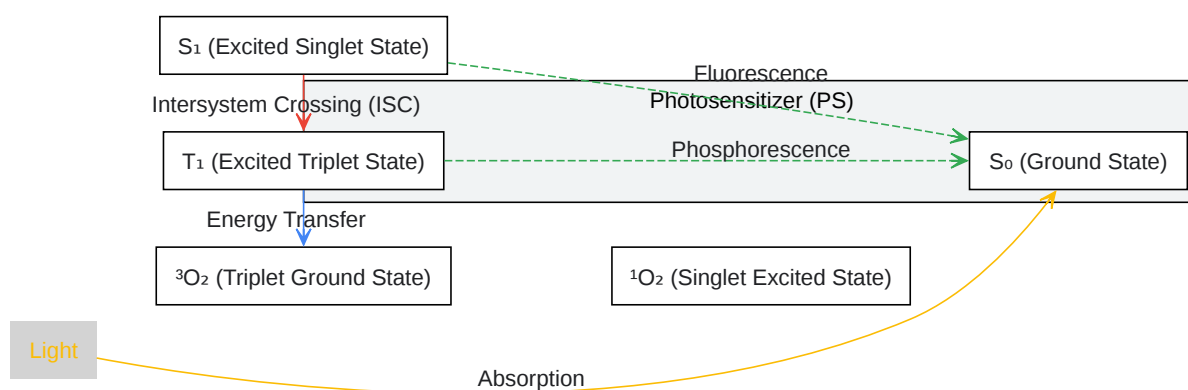 S₁ (Excited Singlet State)
Fluorescence
Intersystem Crossing (ISC)
Photosensitizer (PS)
T₁ (Excited Triplet State)
Phosphorescence
S₀ (Ground State)
Energy Transfer
³O₂ (Triplet Ground State)
¹O₂ (Singlet Excited State)
Light
Absorption